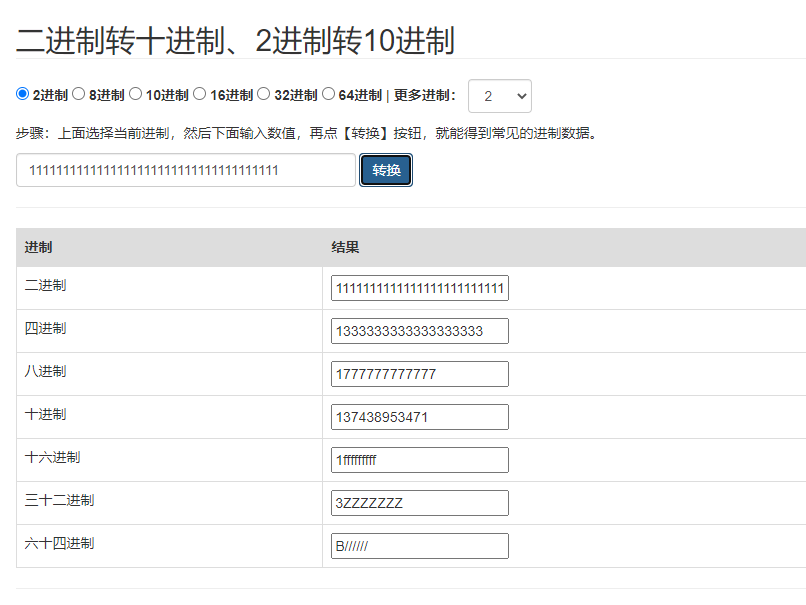 二进制转十进制、2进制转10进制
2进制 8进制 10进制 16进制 32进制 64进制 | 更多进制： 2
步骤：上面选择当前进制，然后下面输入数值，再点【转换】按钮，就能得到常见的进制数据。
1111111111111111111111111111111111111 转换
进制 结果
二进制 1111111111111111111111111
四进制 1333333333333333333
八进制 1777777777777
十进制 137438953471
十六进制 1fffffffff
三十二进制 3ZZZZZZZ
六十四进制 B//////